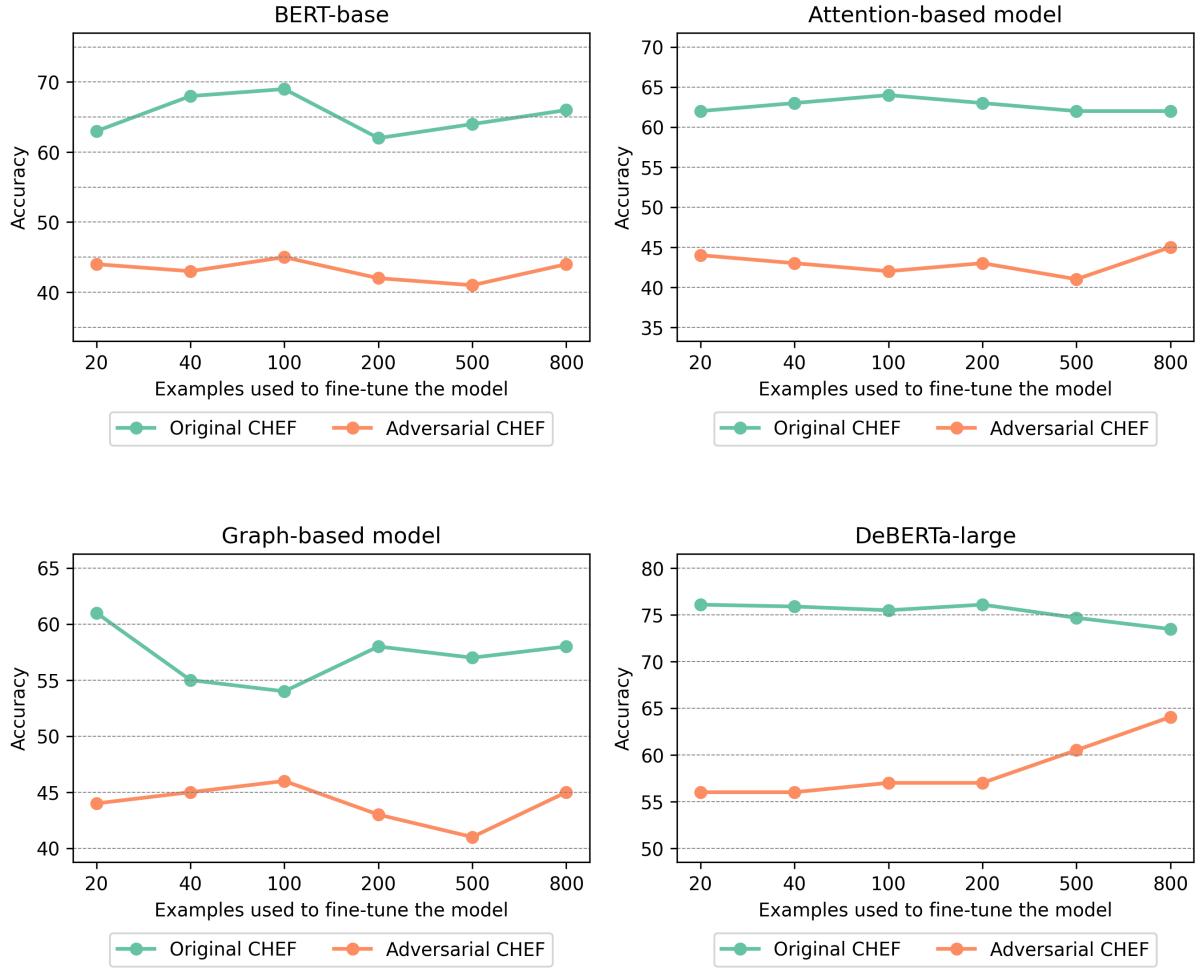 BERT-base
Accuracy
70
60
50
40
20 40 100 200 500 800
Examples used to fine-tune the model
Original CHEF Adversarial CHEF
Attention-based model
Accuracy
70
65
60
55
50
45
40
35
20 40 100 200 500 800
Examples used to fine-tune the model
Original CHEF Adversarial CHEF
Graph-based model
Accuracy
65
60
55
50
45
40
20 40 100 200 500 800
Examples used to fine-tune the model
Original CHEF Adversarial CHEF
DeBERTa-large
Accuracy
80
75
70
65
60
55
50
20 40 100 200 500 800
Examples used to fine-tune the model
Original CHEF Adversarial CHEF